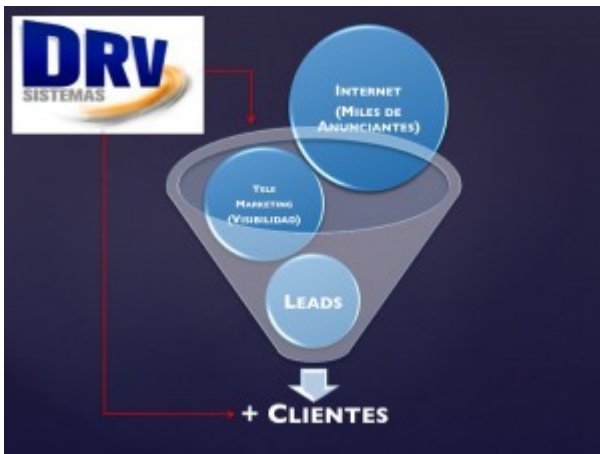 DRV
SISTEMAS
INTERNET
(MILES DE
ANUNCIANTES)
TELE
MARKETING
(VISIBILIDAD)
LEADS
+ CLIENTES